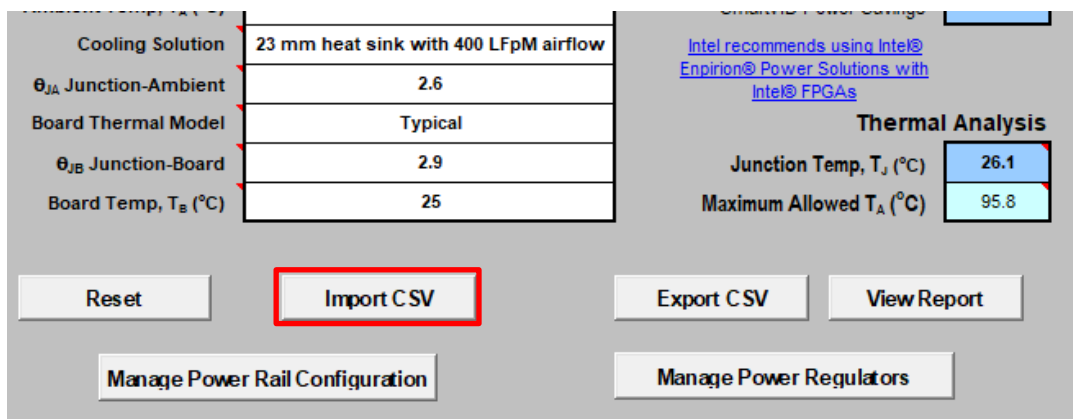 Cooling Solution 23 mm heat sink with 400 LFpM airflow
Intel recommends using Intel®
Enpirion® Power Solutions with
Intel® FPGAs
θJA Junction-Ambient 2.6
Board Thermal Model Typical
Thermal Analysis
θJB Junction-Board 2.9
Junction Temp, TJ (°C) 26.1
Board Temp, TB (°C) 25
Maximum Allowed TA (°C) 95.8
Reset Import CSV Export CSV View Report
Manage Power Rail Configuration Manage Power Regulators